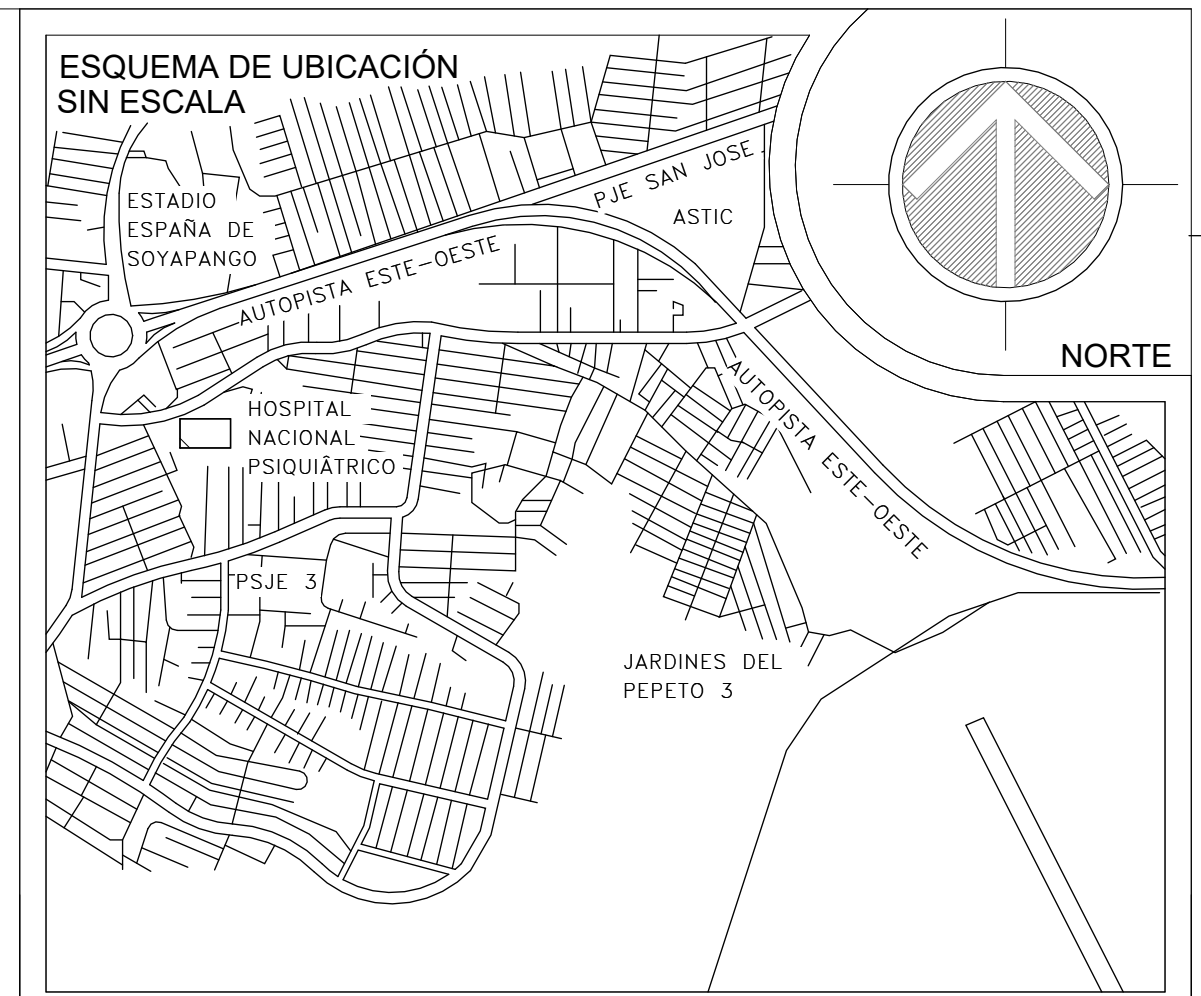 ESQUEMA DE UBICACIÓN
SIN ESCALA
ESTADIO
ESPAÑA DE
SOYAPANGO
PJE SAN JOSE
ASTIC
AUTOPISTA ESTE-OESTE
NORTE
HOSPITAL
NACIONAL
PSIQUIÂTRICO
AUTOPISTA ESTE-OESTE
PSJE 3
JARDINES DEL
PEPETO 3